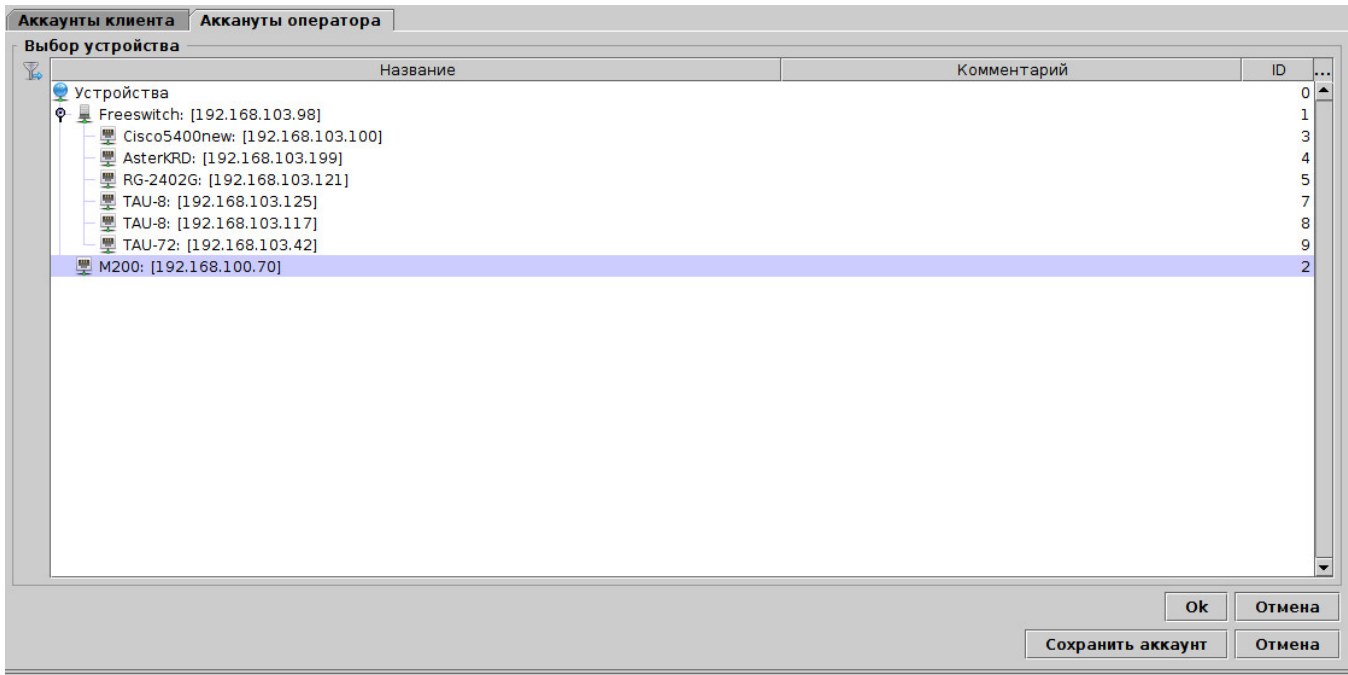 Аккаунты клиента Аккануты оператора
Выбор устройства
Название Комментарий ID ...
Устройства 0
Freeswitch: [192.168.103.98] 1
Cisco5400new: [192.168.103.100] 3
AsterKRD: [192.168.103.199] 4
RG-2402G: [192.168.103.121] 5
TAU-8: [192.168.103.125] 7
TAU-8: [192.168.103.117] 8
TAU-72: [192.168.103.42] 9
M200: [192.168.100.70] 2
Ok Отмена
Сохранить аккаунт Отмена